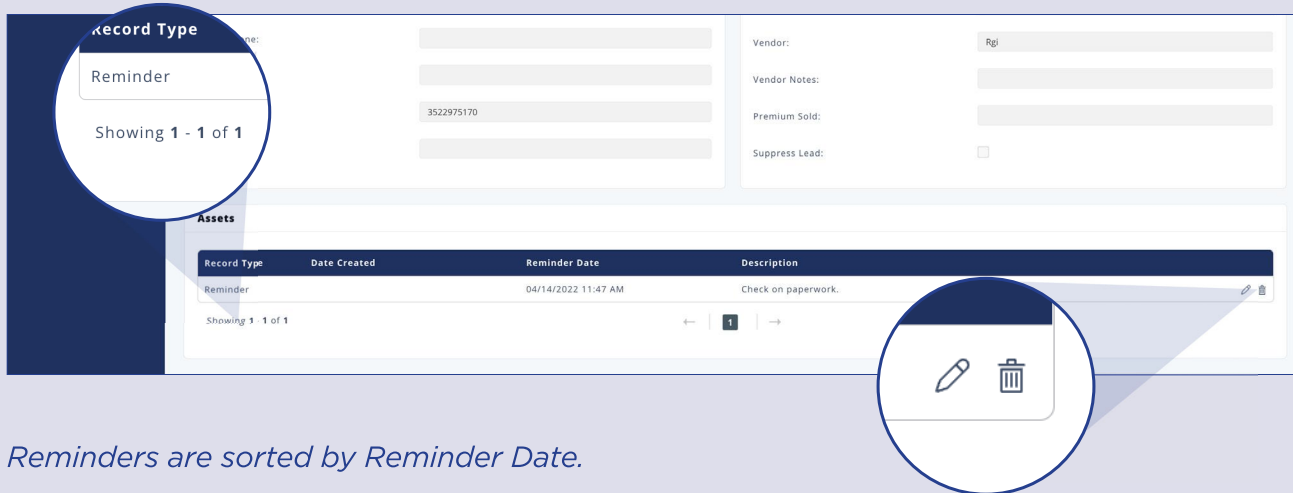 Record Type
Reminder
Showing 1 - 1 of 1
3522975170
Vendor: Rgi
Vendor Notes:
Premium Sold:
Suppress Lead:
Assets
Record Type Date Created Reminder Date Description
Reminder 04/14/2022 11:47 AM Check on paperwork.
Showing 1 - 1 of 1
← 1 →
Reminders are sorted by Reminder Date.